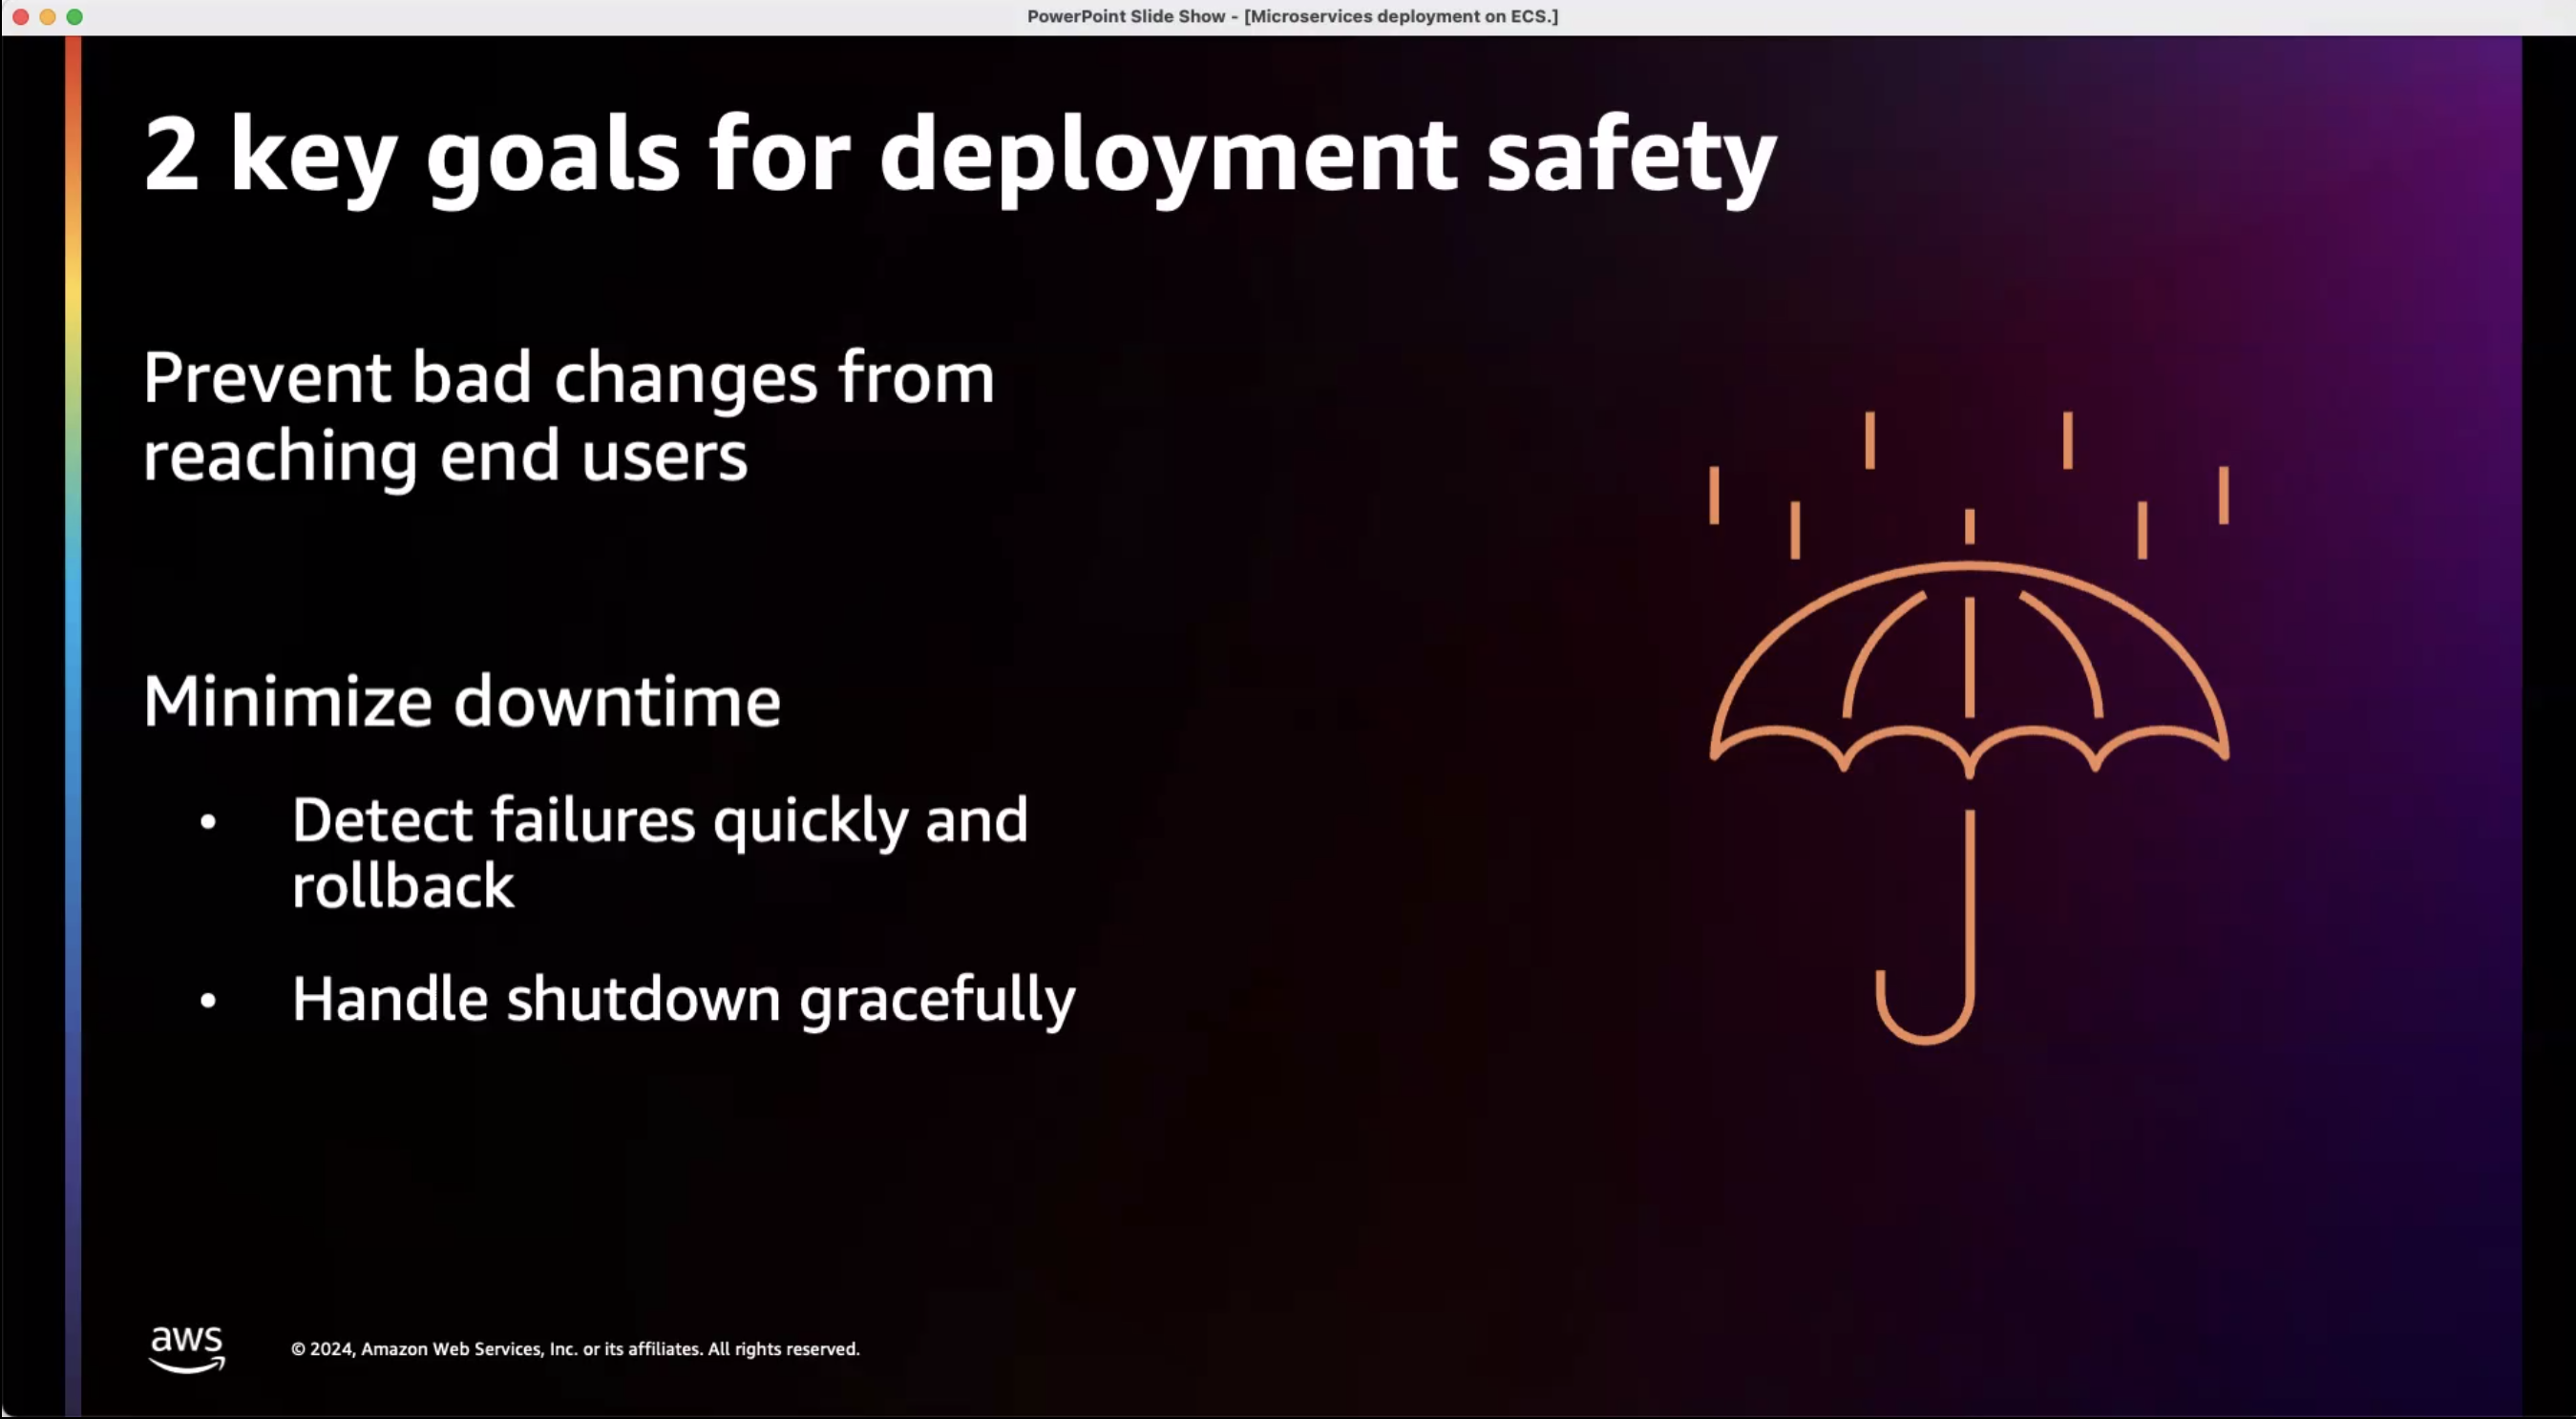 PowerPoint Slide Show - [Microservices deployment on ECS.]
2 key goals for deployment safety
Prevent bad changes from
reaching end users
Minimize downtime
• Detect failures quickly and
rollback
• Handle shutdown gracefully
aws
© 2024, Amazon Web Services, Inc. or its affiliates. All rights reserved.